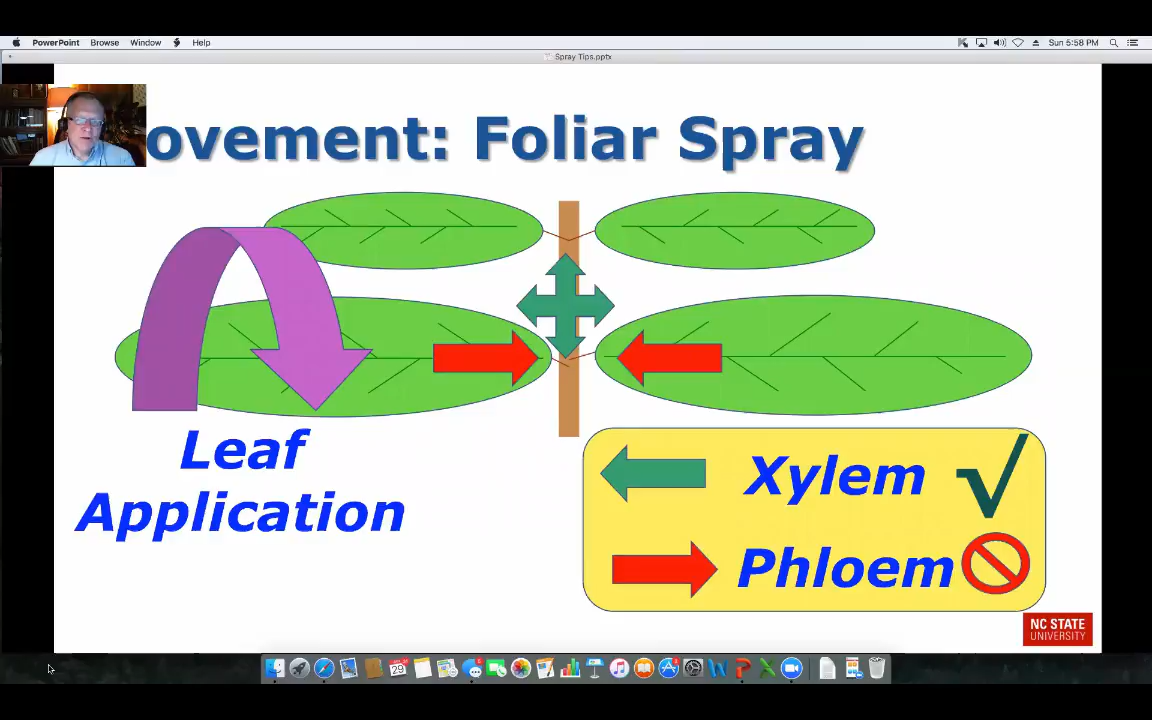 PowerPoint Browse Window Help Sun 5:58 PM
Spray Tips.pptx
ovement: Foliar Spray
Leaf
Application
Xylem
Phloem
NC STATE
UNIVERSITY
29